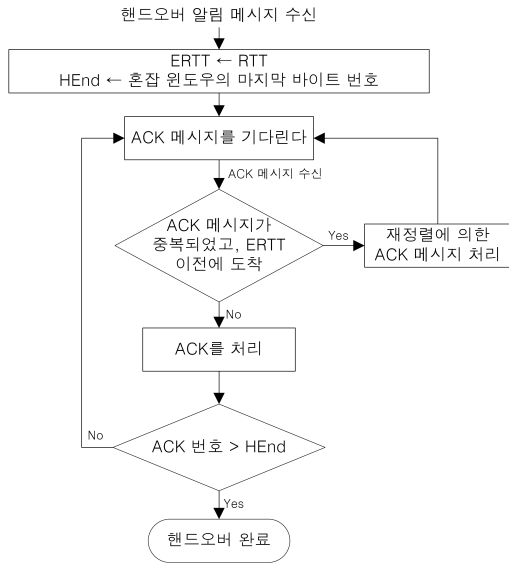 핸드오버 알림 메시지 수신
ERTT ← RTT
HEnd ← 혼잡 윈도우의 마지막 바이트 번호
ACK 메시지를 기다린다
ACK 메시지 수신
ACK 메시지가
중복되었고, ERTT
이전에 도착
Yes
재정렬에 의한
ACK 메시지 처리
No
ACK를 처리
No
ACK 번호 > HEnd
Yes
핸드오버 완료